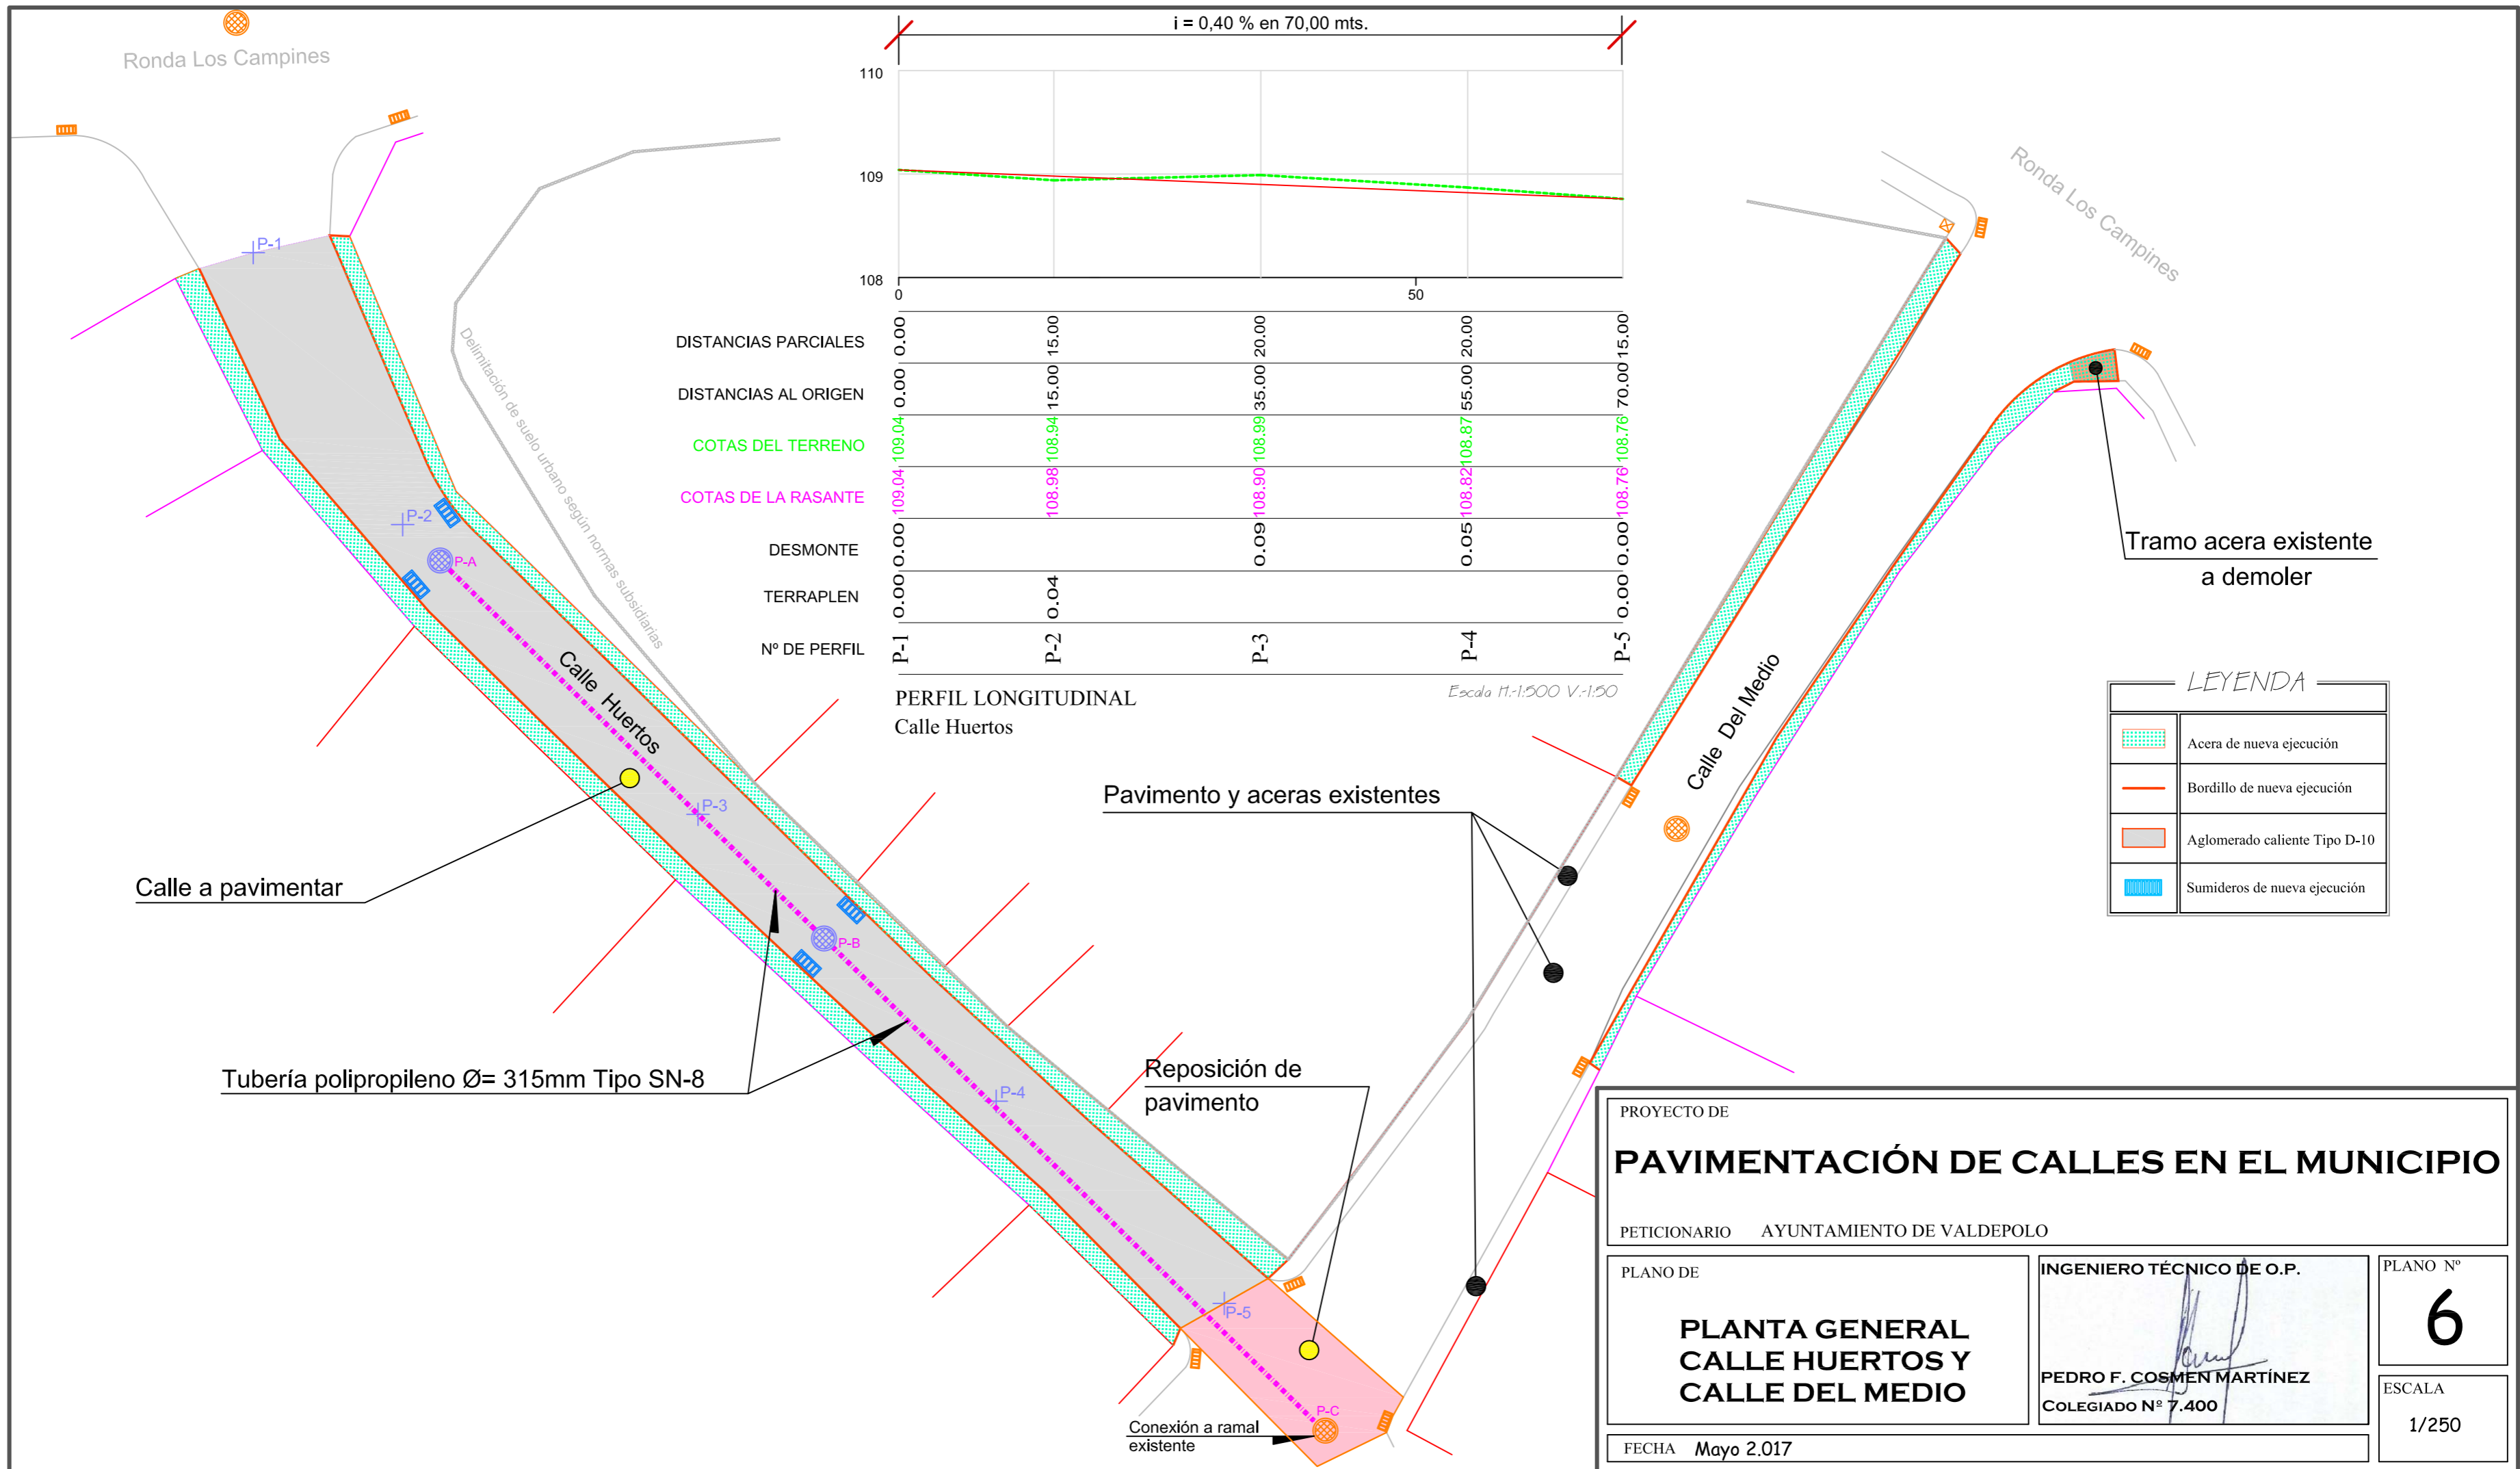 Ronda Los Campines
i = 0,40 % en 70,00 mts.
110
109
108
0
50
DISTANCIAS PARCIALES 0.00 15.00 20.00 20.00 15.00
DISTANCIAS AL ORIGEN 0.00 15.00 35.00 55.00 70.00
COTAS DEL TERRENO 109.04 108.94 108.99 108.87 108.76
COTAS DE LA RASANTE 109.04 108.98 108.90 108.82 108.76
DESMONTE 0.00 0.09 0.05 0.00
TERRAPLEN 0.00 0.04 0.00
Nº DE PERFIL P-1 P-2 P-3 P-4 P-5
PERFIL LONGITUDINAL
Calle Huertos
Escala H.-1:500 V.-1:50
Ronda Los Campines
P-1
P-2
P-A
Delimitación de suelo urbano según normas subsidiarias
Calle Huertos
P-3
P-B
P-4
P-5
P-C
Calle a pavimentar
Tubería polipropileno Ø= 315mm Tipo SN-8
Pavimento y aceras existentes
Calle Del Medio
Reposición de
pavimento
Conexión a ramal
existente
Tramo acera existente
a demoler
LEYENDA
Acera de nueva ejecución
Bordillo de nueva ejecución
Aglomerado caliente Tipo D-10
Sumideros de nueva ejecución
PROYECTO DE
PAVIMENTACIÓN DE CALLES EN EL MUNICIPIO
PETICIONARIO AYUNTAMIENTO DE VALDEPOLO
PLANO DE
PLANTA GENERAL
CALLE HUERTOS Y
CALLE DEL MEDIO
INGENIERO TÉCNICO DE O.P.
PEDRO F. COSMEN MARTÍNEZ
COLEGIADO Nº 7.400
PLANO Nº
6
ESCALA
1/250
FECHA Mayo 2.017